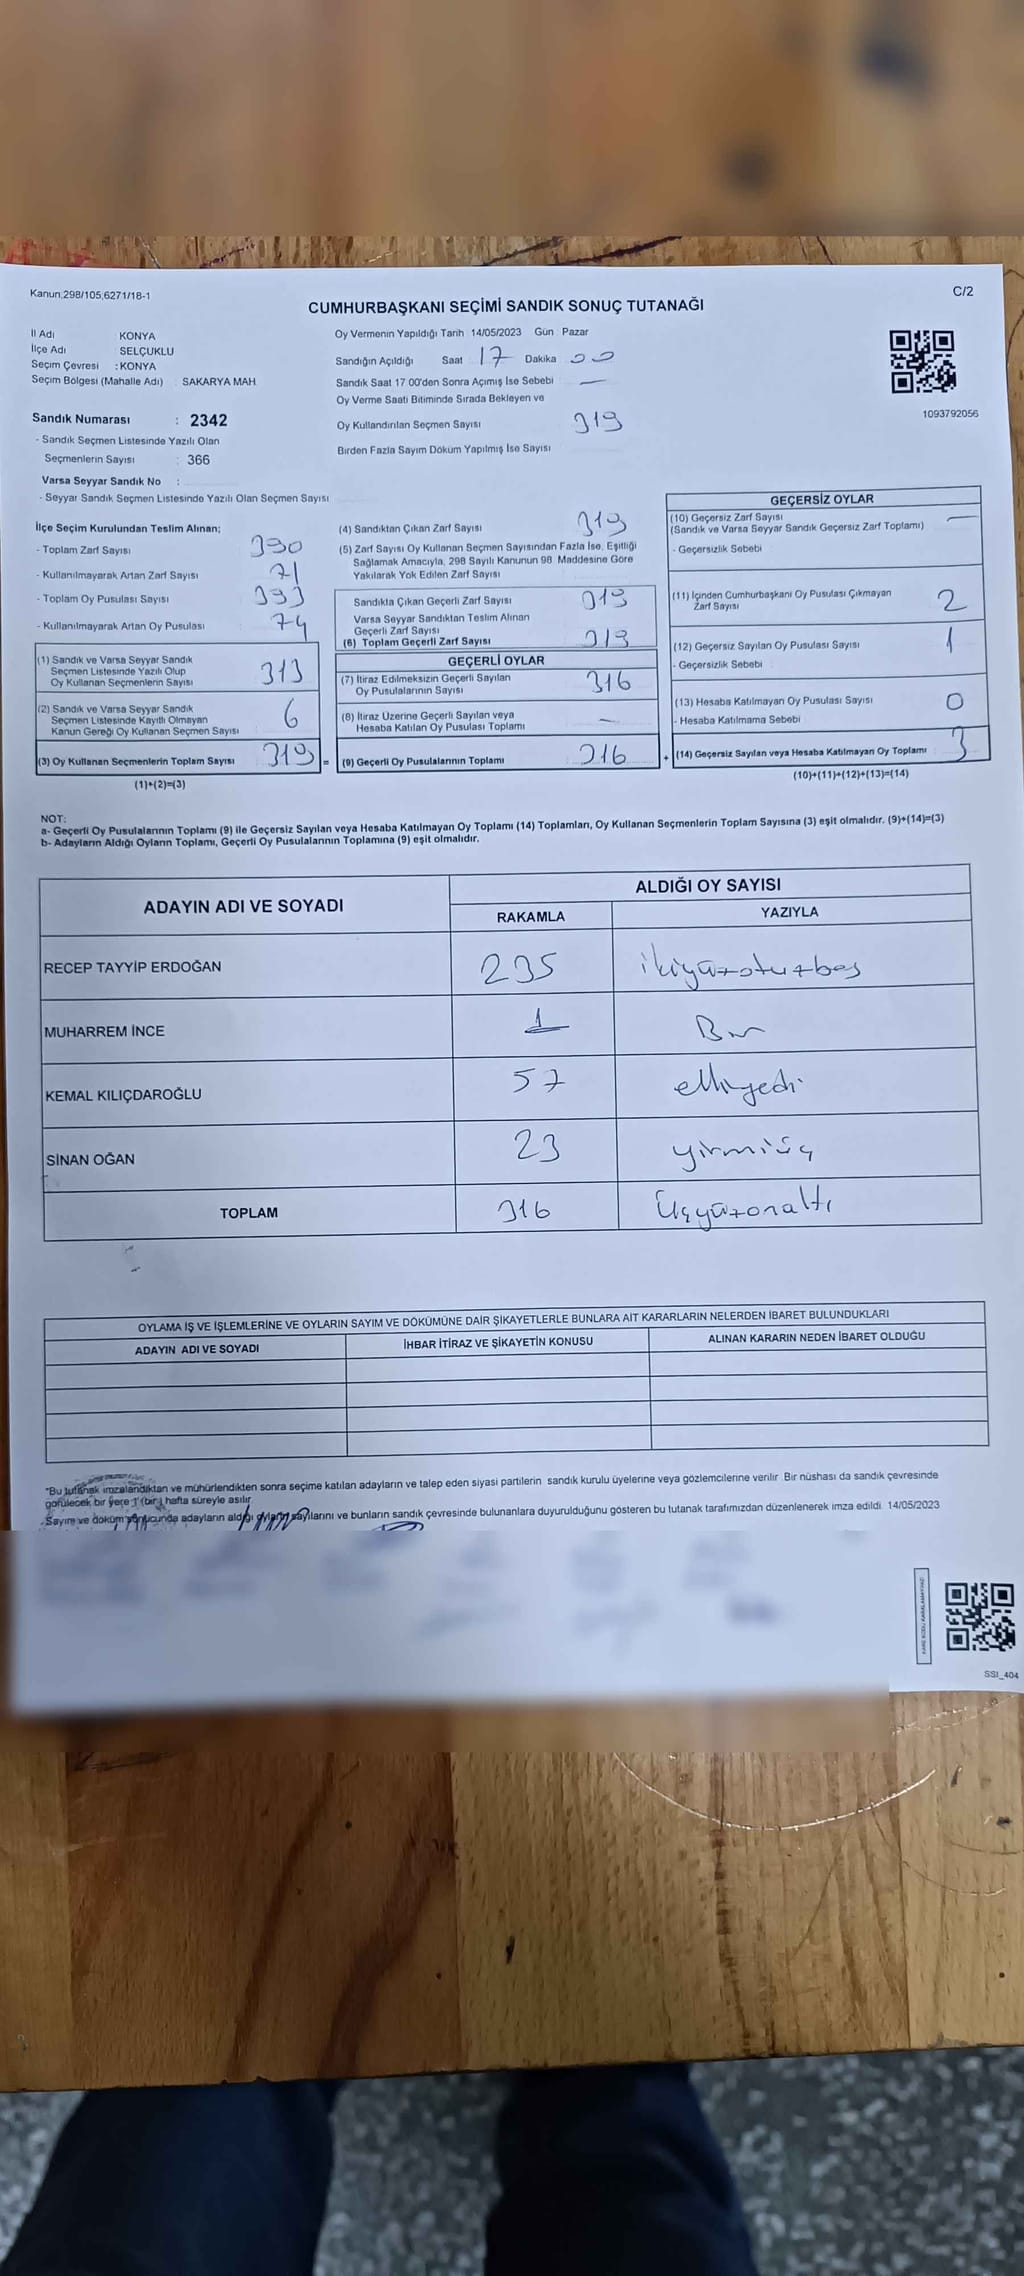 Kanun;298/105;6271/18-1
C/2
CUMHURBAŞKANI SEÇİMİ SANDIK SONUÇ TUTANAĞI
İl Adı KONYA
İlçe Adı SELÇUKLU
Seçim Çevresi : KONYA
Seçim Bölgesi (Mahalle Adı) SAKARYA MAH
Sandık Numarası : 2342
- Sandık Seçmen Listesinde Yazılı Olan
Seçmenlerin Sayısı : 366
Varsa Seyyar Sandık No :
- Seyyar Sandık Seçmen Listesinde Yazılı Olan Seçmen Sayısı
Oy Vermenin Yapıldığı Tarih 14/05/2023 Gün Pazar
Sandığın Açıldığı Saat 17 Dakika 00
Sandık Saat 17 00'den Sonra Açımış İse Sebebi —
Oy Verme Saati Bitiminde Sırada Bekleyen ve
Oy Kullandırılan Seçmen Sayısı 319
Birden Fazla Sayım Döküm Yapılmış İse Sayısı
1093792056
İlçe Seçim Kurulundan Teslim Alınan;
- Toplam Zarf Sayısı 390
- Kullanılmayarak Artan Zarf Sayısı 71
- Toplam Oy Pusulası Sayısı 393
- Kullanılmayarak Artan Oy Pusulası 74
(1) Sandık ve Varsa Seyyar Sandık
Seçmen Listesinde Yazılı Olup
Oy Kullanan Seçmenlerin Sayısı 313
(2) Sandık ve Varsa Seyyar Sandık
Seçmen Listesinde Kayıtlı Olmayan
Kanun Gereği Oy Kullanan Seçmen Sayısı 6
(3) Oy Kullanan Seçmenlerin Toplam Sayısı 319 =
(1)+(2)=(3)
(4) Sandıktan Çıkan Zarf Sayısı 319
(5) Zarf Sayısı Oy Kullanan Seçmen Sayısından Fazla İse, Eşitliği
Sağlamak Amacıyla, 298 Sayılı Kanunun 98. Maddesine Göre
Yakılarak Yok Edilen Zarf Sayısı
Sandıkta Çıkan Geçerli Zarf Sayısı 319
Varsa Seyyar Sandıktan Teslim Alınan
Geçerli Zarf Sayısı
(6) Toplam Geçerli Zarf Sayısı 319
GEÇERLİ OYLAR
(7) İtiraz Edilmeksizin Geçerli Sayılan
Oy Pusulalarının Sayısı 316
(8) İtiraz Üzerine Geçerli Sayılan veya
Hesaba Katılan Oy Pusulası Toplamı —
(9) Geçerli Oy Pusulalarının Toplamı 316 +
GEÇERSİZ OYLAR
(10) Geçersiz Zarf Sayısı —
(Sandık ve Varsa Seyyar Sandık Geçersiz Zarf Toplamı)
- Geçersizlik Sebebi
(11) İçinden Cumhurbaşkanı Oy Pusulası Çıkmayan
Zarf Sayısı 2
(12) Geçersiz Sayılan Oy Pusulası Sayısı 1
- Geçersizlik Sebebi
(13) Hesaba Katılmayan Oy Pusulası Sayısı 0
- Hesaba Katılmama Sebebi
(14) Geçersiz Sayılan veya Hesaba Katılmayan Oy Toplamı 3
(10)+(11)+(12)+(13)=(14)
NOT:
a- Geçerli Oy Pusulalarının Toplamı (9) ile Geçersiz Sayılan veya Hesaba Katılmayan Oy Toplamı (14) Toplamları, Oy Kullanan Seçmenlerin Toplam Sayısına (3) eşit olmalıdır. (9)+(14)=(3)
b- Adayların Aldığı Oyların Toplamı, Geçerli Oy Pusulalarının Toplamına (9) eşit olmalıdır.
ADAYIN ADI VE SOYADI ALDIĞI OY SAYISI
RAKAMLA YAZIYLA
RECEP TAYYİP ERDOĞAN 235 ikiyüzotuzbeş
MUHARREM İNCE 1 Bir
KEMAL KILIÇDAROĞLU 57 elliyedi
SİNAN OĞAN 23 yirmiüç
TOPLAM 316 Üçyüzonaltı
OYLAMA İŞ VE İŞLEMLERİNE VE OYLARIN SAYIM VE DÖKÜMÜNE DAİR ŞİKAYETLERLE BUNLARA AİT KARARLARIN NELERDEN İBARET BULUNDUKLARI
ADAYIN ADI VE SOYADI İHBAR İTİRAZ VE ŞİKAYETİN KONUSU ALINAN KARARIN NEDEN İBARET OLDUĞU
"Bu tutanak imzalandıktan ve mühürlendikten sonra seçime katılan adayların ve talep eden siyasi partilerin sandık kurulu üyelerine veya gözlemcilerine verilir. Bir nüshası da sandık çevresinde
görülecek bir yere 1 (bir) hafta süreyle asılır.
- Sayım ve döküm sonucunda adayların aldığı oyların sayılarını ve bunların sandık çevresinde bulunanlara duyurulduğunu gösteren bu tutanak tarafımızdan düzenlenerek imza edildi. 14/05/2023
SSI_404